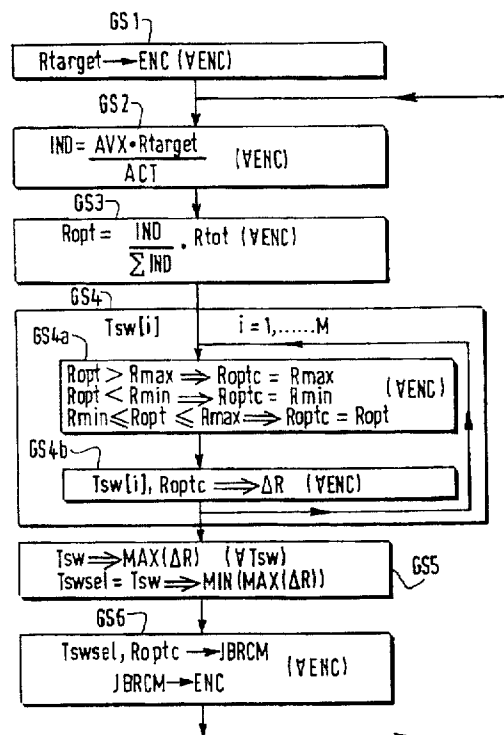 GS1
Rtarget → ENC (∀ENC)
GS2
IND = AVX • Rtarget / ACT (∀ENC)
GS3
Ropt = IND / ∑ IND • Rtot (∀ENC)
GS4
Tsw[i] i = 1,......M
GS4a
Ropt > Rmax ⇒ Roptc = Rmax
Ropt < Rmin ⇒ Roptc = Rmin (∀ENC)
Rmin ≤ Ropt ≤ Rmax ⇒ Roptc = Ropt
GS4b
Tsw[i], Roptc ⇒ ΔR (∀ENC)
Tsw ⇒ MAX(ΔR) (∀Tsw)
Tswsel = Tsw ⇒ MIN(MAX(ΔR))
GS5
GS6
Tswsel, Roptc → JBRCM (∀ENC)
JBRCM → ENC